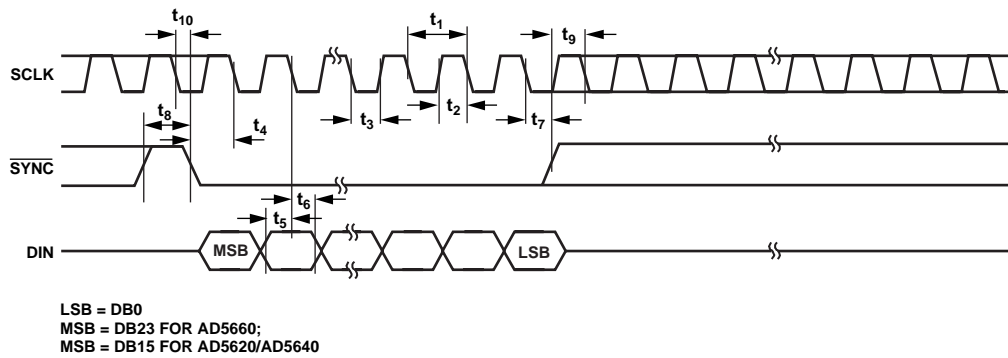 t10
t1
t9
SCLK
t8
t4
t3
t2
t7
SYNC
t6
t5
DIN
MSB
LSB
LSB = DB0
MSB = DB23 FOR AD5660;
MSB = DB15 FOR AD5620/AD5640